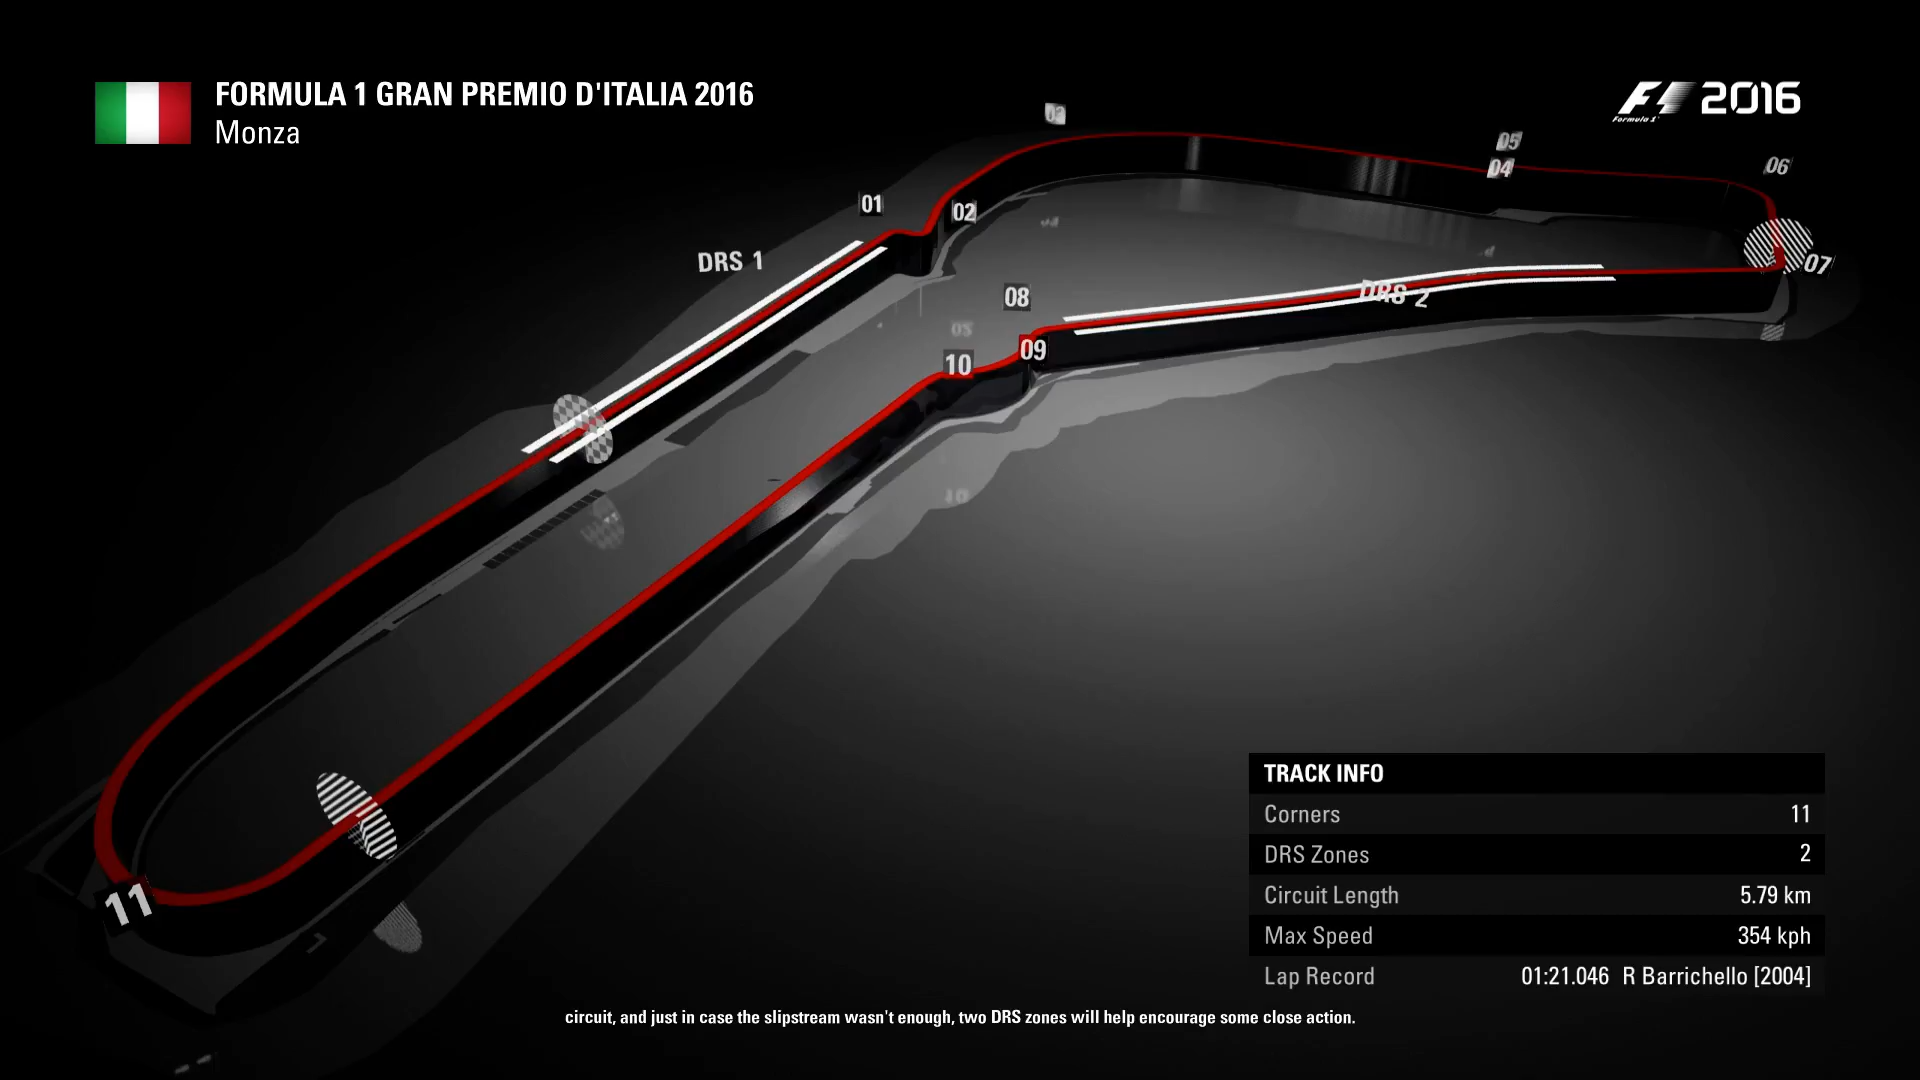 FORMULA 1 GRAN PREMIO D'ITALIA 2016
Monza
F1 2016
Formula 1
03
05
04
06
01
02
DRS 1
07
08
DRS 2
09
10
11
TRACK INFO
Corners 11
DRS Zones 2
Circuit Length 5.79 km
Max Speed 354 kph
Lap Record 01:21.046 R Barrichello [2004]
circuit, and just in case the slipstream wasn't enough, two DRS zones will help encourage some close action.